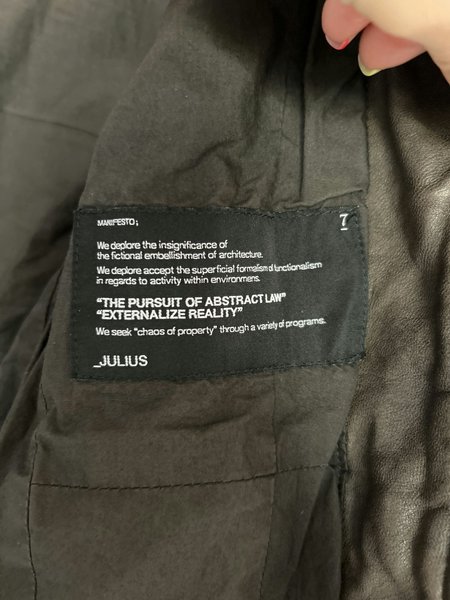 MANIFESTO;
7
We deplore the insignificance of
the fictional embellishment of architecture.
We deplore accept the superficial formalism of functionalism
in regards to activity within environmens.
"THE PURSUIT OF ABSTRACT LAW"
"EXTERNALIZE REALITY"
We seek "chaos of property" through a variety of programs.
_JULIUS